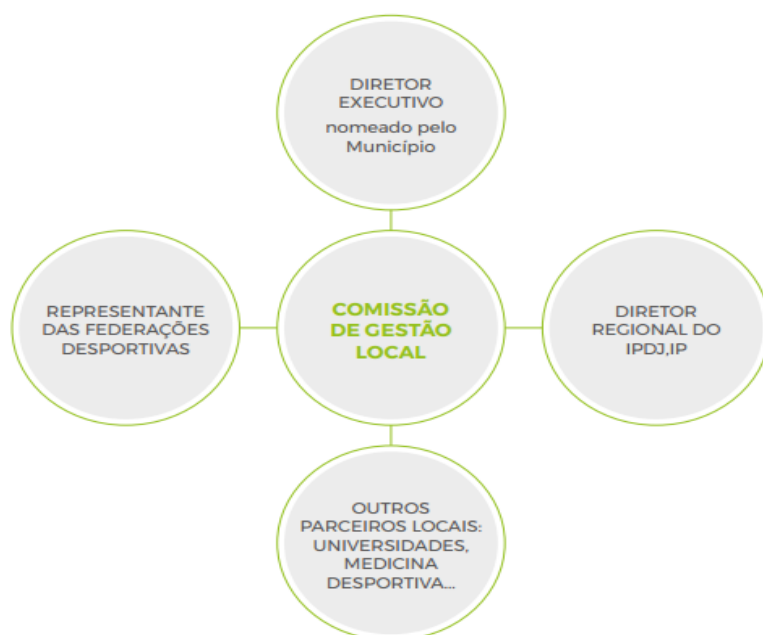 DIRETOR
EXECUTIVO
nomeado pelo
Município
REPRESENTANTE
DAS FEDERAÇÕES
DESPORTIVAS
COMISSÃO
DE GESTÃO
LOCAL
DIRETOR
REGIONAL DO
IPDJ,IP
OUTROS
PARCEIROS LOCAIS:
UNIVERSIDADES,
MEDICINA
DESPORTIVA...